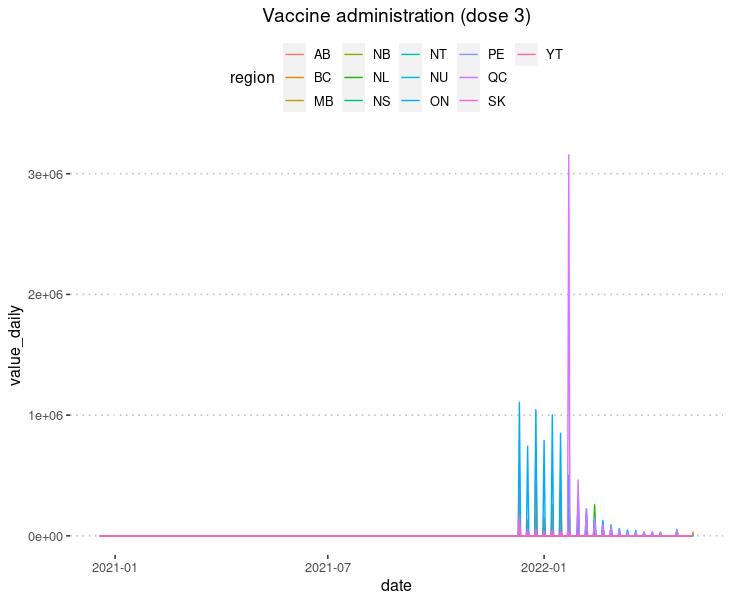 Vaccine administration (dose 3)
region
AB NB NT PE YT
BC NL NU QC
MB NS ON SK
3e+06
2e+06
1e+06
0e+00
value_daily
2021-01 2021-07 2022-01
date